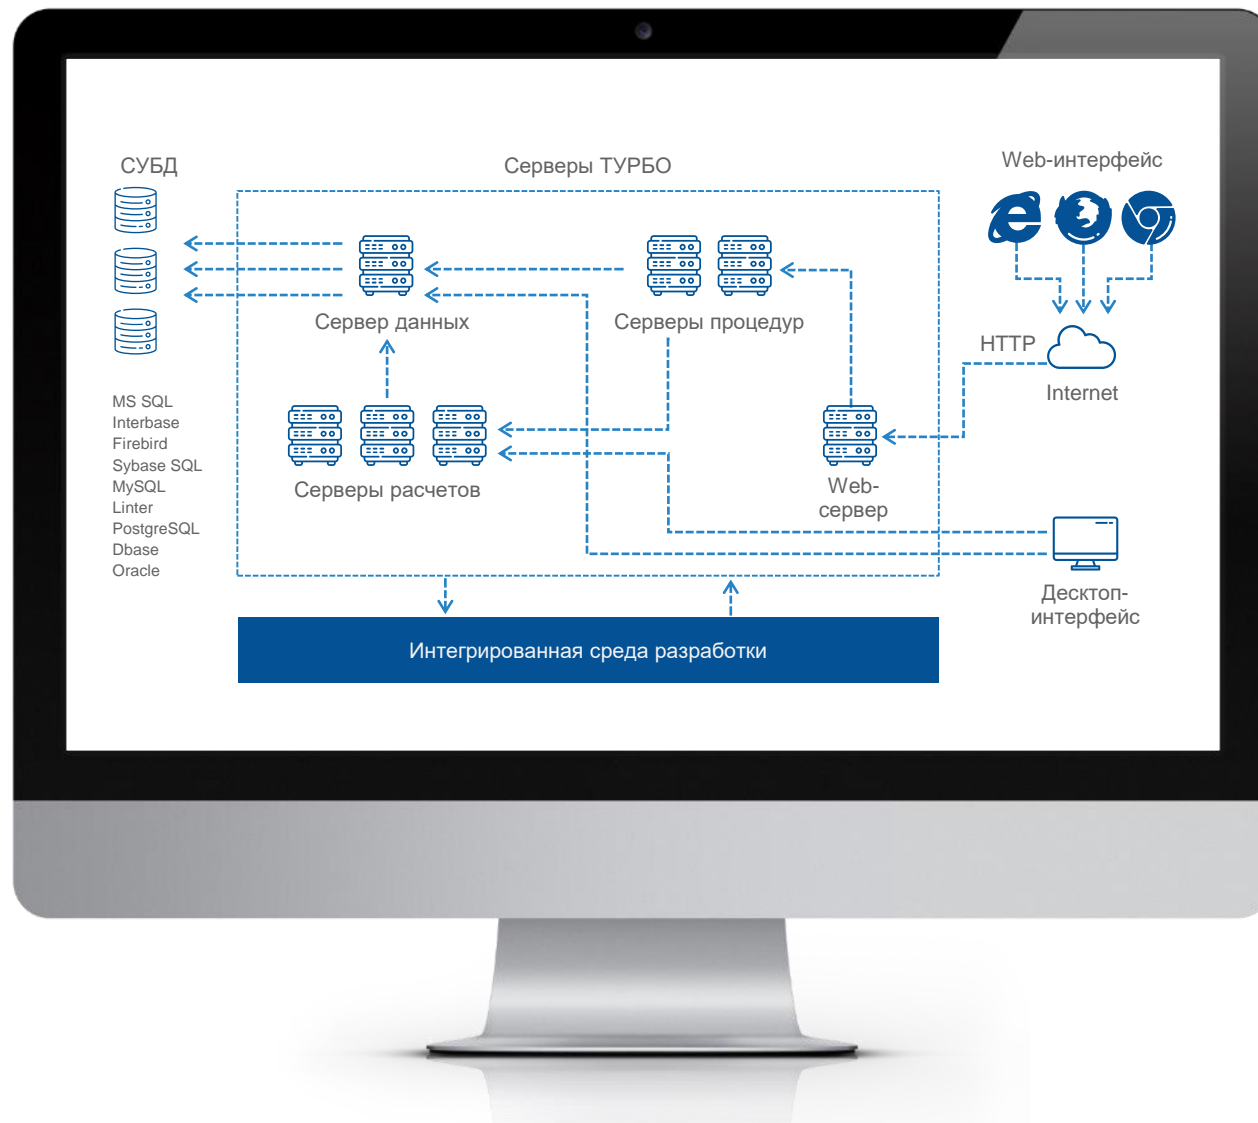 СУБД
Серверы ТУРБО
Web-интерфейс
Сервер данных
Серверы процедур
HTTP
Internet
MS SQL
Interbase
Firebird
Sybase SQL
MySQL
Linter
PostgreSQL
Dbase
Oracle
Серверы расчетов
Web-
сервер
Десктоп-
интерфейс
Интегрированная среда разработки